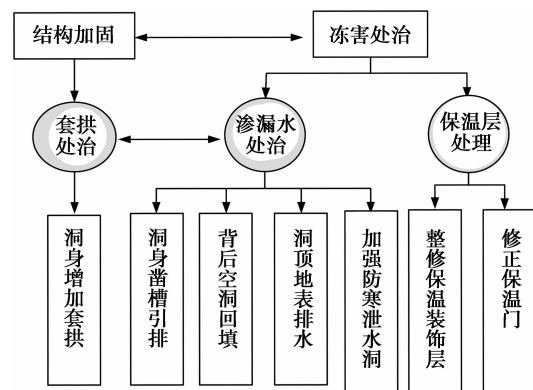 结构加固
冻害处治
套拱
处治
渗漏水
处治
保温层
处理
洞身增加套拱
洞身凿槽引排
背后空洞回填
洞顶地表排水
加强防寒泄水洞
整修保温装饰层
修正保温门